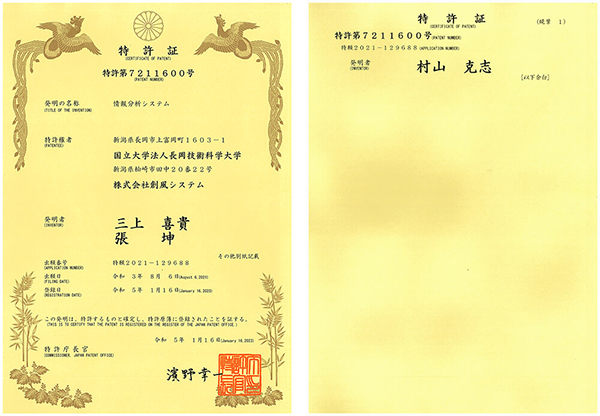 特許証
(CERTIFICATE OF PATENT)
特許第7211600号
(PATENT NUMBER)
発明の名称
(TITLE OF THE INVENTION)
情報分析システム
特許権者
(PATENTEE)
新潟県長岡市上富岡町1603-1
国立大学法人長岡技術科学大学
新潟県柏崎市田中20番22号
株式会社創風システム
発明者
(INVENTOR)
三上 喜貴
張 坤
その他別紙記載
出願番号
(APPLICATION NUMBER)
特願2021-129688
出願日
(FILING DATE)
令和 3年 8月 6日(August 6,2021)
登録日
(REGISTRATION DATE)
令和 5年 1月16日(January 16,2023)
この発明は、特許するものと確定し、特許原簿に登録されたことを証する。
(THIS IS TO CERTIFY THAT THE PATENT IS REGISTERED ON THE REGISTER OF THE JAPAN PATENT OFFICE.)
令和 5年 1月16日(January 16,2023)
特許庁長官
(COMMISSIONER, JAPAN PATENT OFFICE)
濱野幸一
特許証
(CERTIFICATE OF PATENT)
(続葉 1)
特許第7211600号
(PATENT NUMBER)
特願2021-129688
(APPLICATION NUMBER)
発明者
(INVENTOR)
村山 克志
[以下余白]